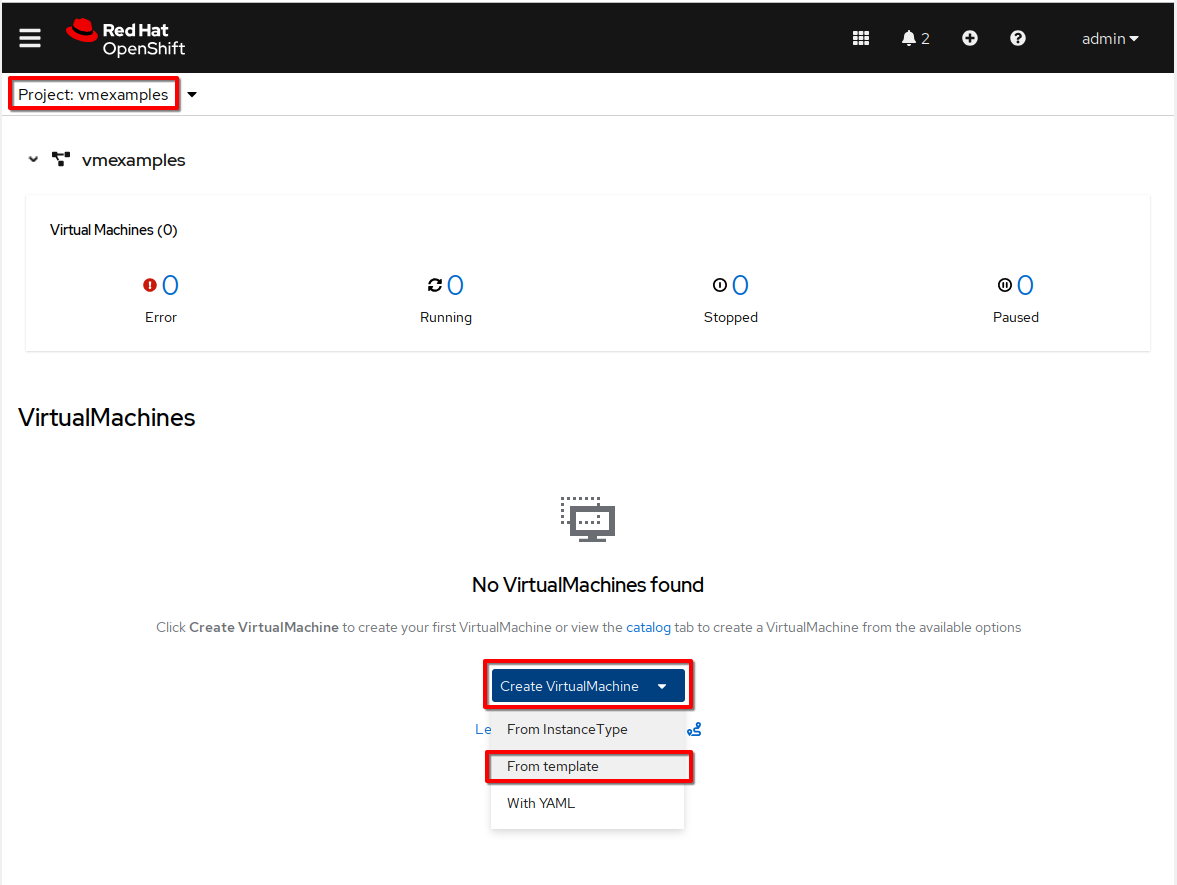 Red Hat
OpenShift
2
admin
Project: vmexamples
vmexamples
Virtual Machines (0)
0
Error
0
Running
0
Stopped
0
Paused
VirtualMachines
No VirtualMachines found
Click Create VirtualMachine to create your first VirtualMachine or view the catalog tab to create a VirtualMachine from the available options
Create VirtualMachine
Le
From InstanceType
From template
With YAML